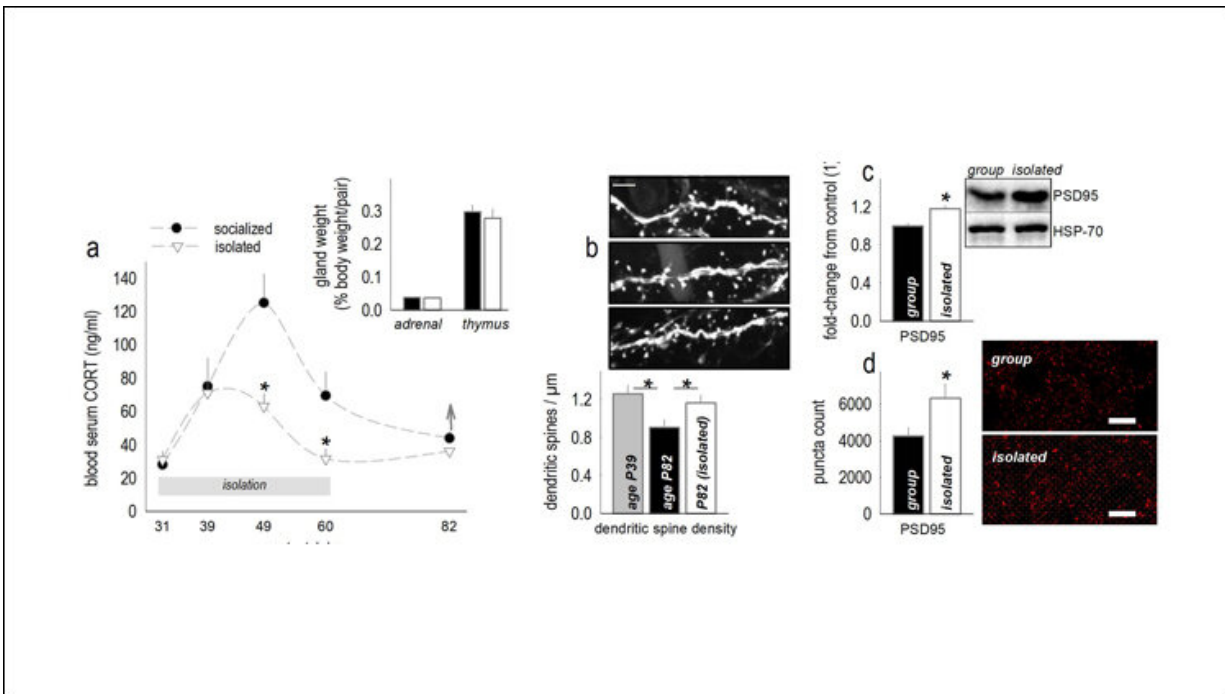 a
socialized
isolated
blood serum CORT (ng/ml)
140
120
100
80
60
40
20
0
*
*
isolation
31 39 49 60 82
gland weight
(% body weight/pair)
0.3
0.2
0.1
0.0
adrenal thymus
b
dendritic spines / μm
1.2
0.8
0.4
0.0
* *
age P39
age P82
P82 (isolated)
dendritic spine density
c
fold-change from control (1
1.2
0.8
0.4
0.0
*
group
isolated
PSD95
group isolated
PSD95
HSP-70
d
puncta count
6000
4000
2000
0
*
group
isolated
PSD95
group
isolated